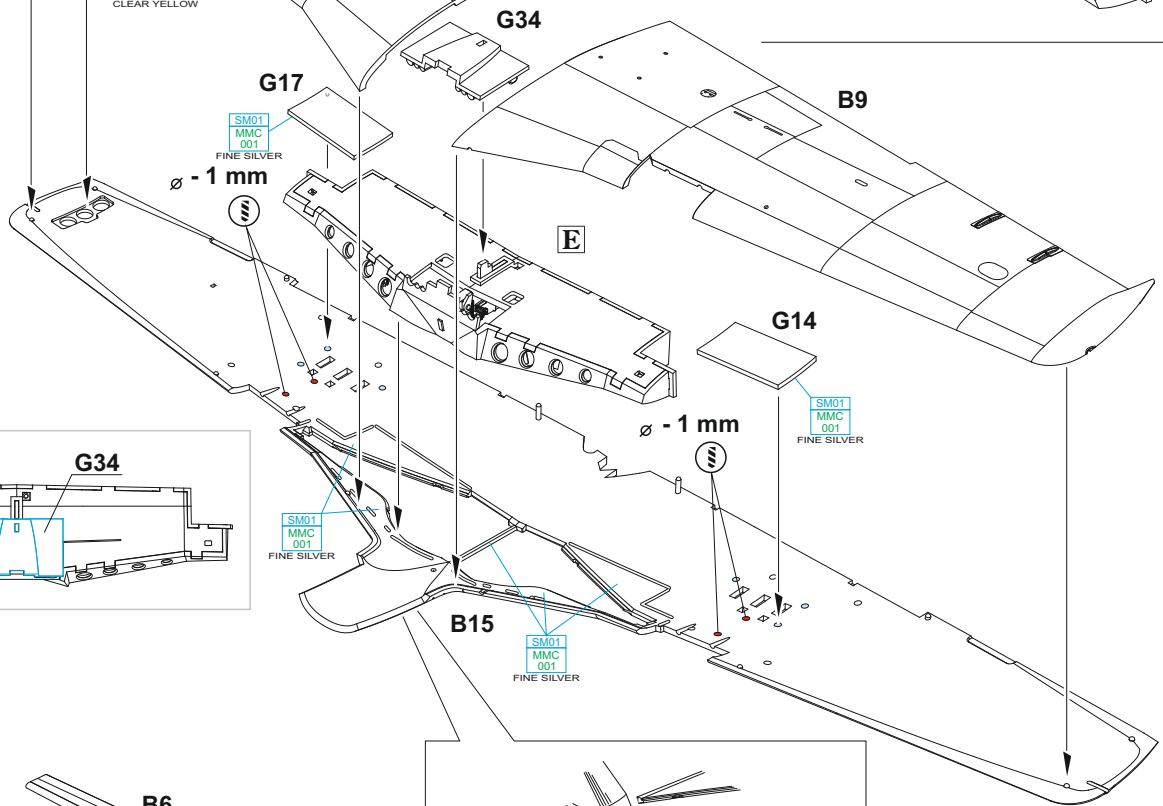 CLEAR YELLOW
G34
G17
B9
SM01
MMC
001
FINE SILVER
⌀ - 1 mm
E
G14
SM01
MMC
001
FINE SILVER
⌀ - 1 mm
G34
SM01
MMC
001
FINE SILVER
B15
SM01
MMC
001
FINE SILVER
B6